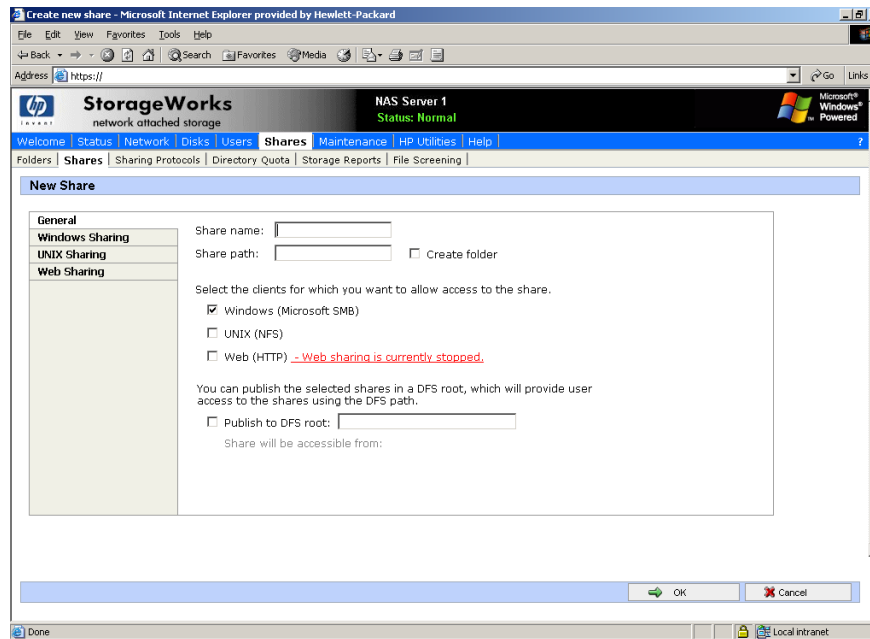 Create new share - Microsoft Internet Explorer provided by Hewlett-Packard
File Edit View Favorites Tools Help
Back Search Favorites Media
Address https:// Go Links
hp invent StorageWorks network attached storage
NAS Server 1
Status: Normal
Microsoft® Windows® Powered
Welcome | Status | Network | Disks | Users | Shares | Maintenance | HP Utilities | Help | ?
Folders | Shares | Sharing Protocols | Directory Quota | Storage Reports | File Screening |
New Share
General
Windows Sharing
UNIX Sharing
Web Sharing
Share name:
Share path: Create folder
Select the clients for which you want to allow access to the share.
Windows (Microsoft SMB)
UNIX (NFS)
Web (HTTP) - Web sharing is currently stopped.
You can publish the selected shares in a DFS root, which will provide user
access to the shares using the DFS path.
Publish to DFS root:
Share will be accessible from:
OK Cancel
Done Local intranet